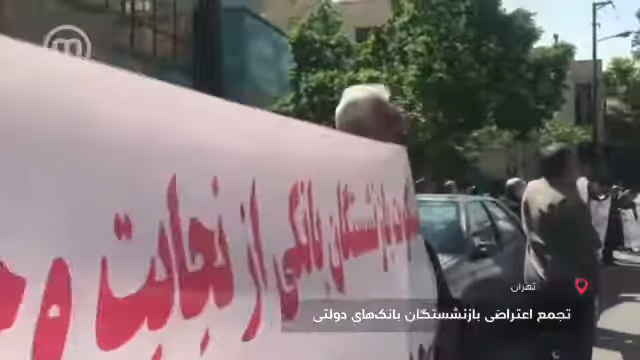 بازنشستگان بانکی از نجابت و
تهران
تجمع اعتراضی بازنشستگان بانک‌های دولتی